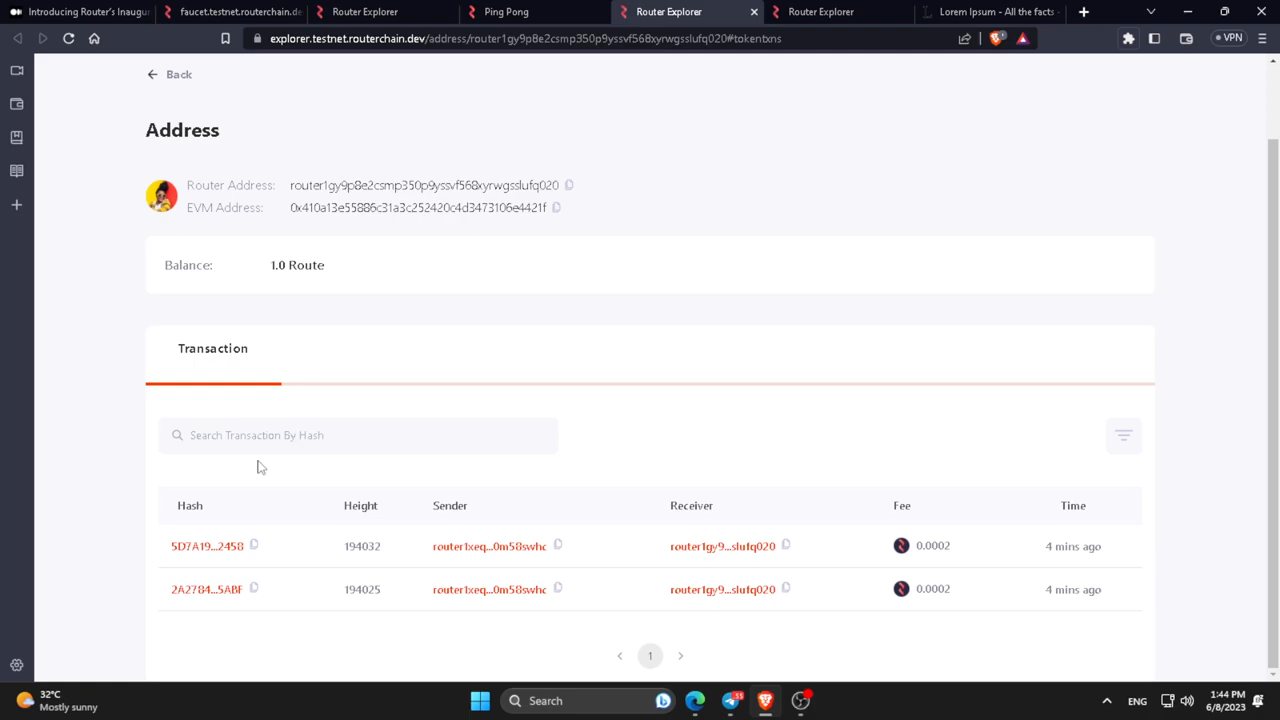 Introducing Router's Inaugur
faucet.testnet.routerchain.de
Router Explorer
Ping Pong
Router Explorer
Router Explorer
Lorem Ipsum - All the facts -
explorer.testnet.routerchain.dev/address/router1gy9p8e2csmp350p9yssvf568xyrwgsslufq020#tokentxns
VPN
Back
Address
Router Address: router1gy9p8e2csmp350p9yssvf568xyrwgsslufq020
EVM Address: 0x410a13e55886c31a3c252420c4d3473106e4421f
Balance: 1.0 Route
Transaction
Search Transaction By Hash
Hash Height Sender Receiver Fee Time
5D7A19...2458 194032 router1xeq...0m58swhc router1gy9...slufq020 0.0002 4 mins ago
2A2784...5ABF 194025 router1xeq...0m58swhc router1gy9...slufq020 0.0002 4 mins ago
1
32°C
Mostly sunny
Search
ENG
1:44 PM
6/8/2023